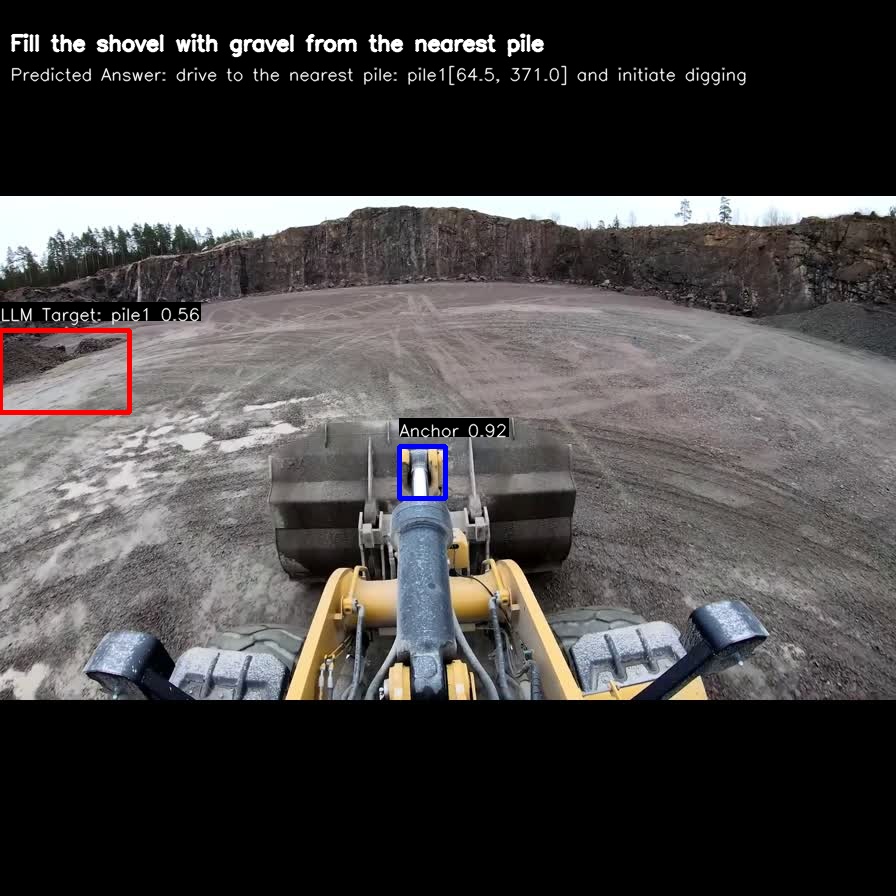 Fill the shovel with gravel from the nearest pile
Predicted Answer: drive to the nearest pile: pile1[64.5, 371.0] and initiate digging
LLM Target: pile1 0.56
Anchor 0.92